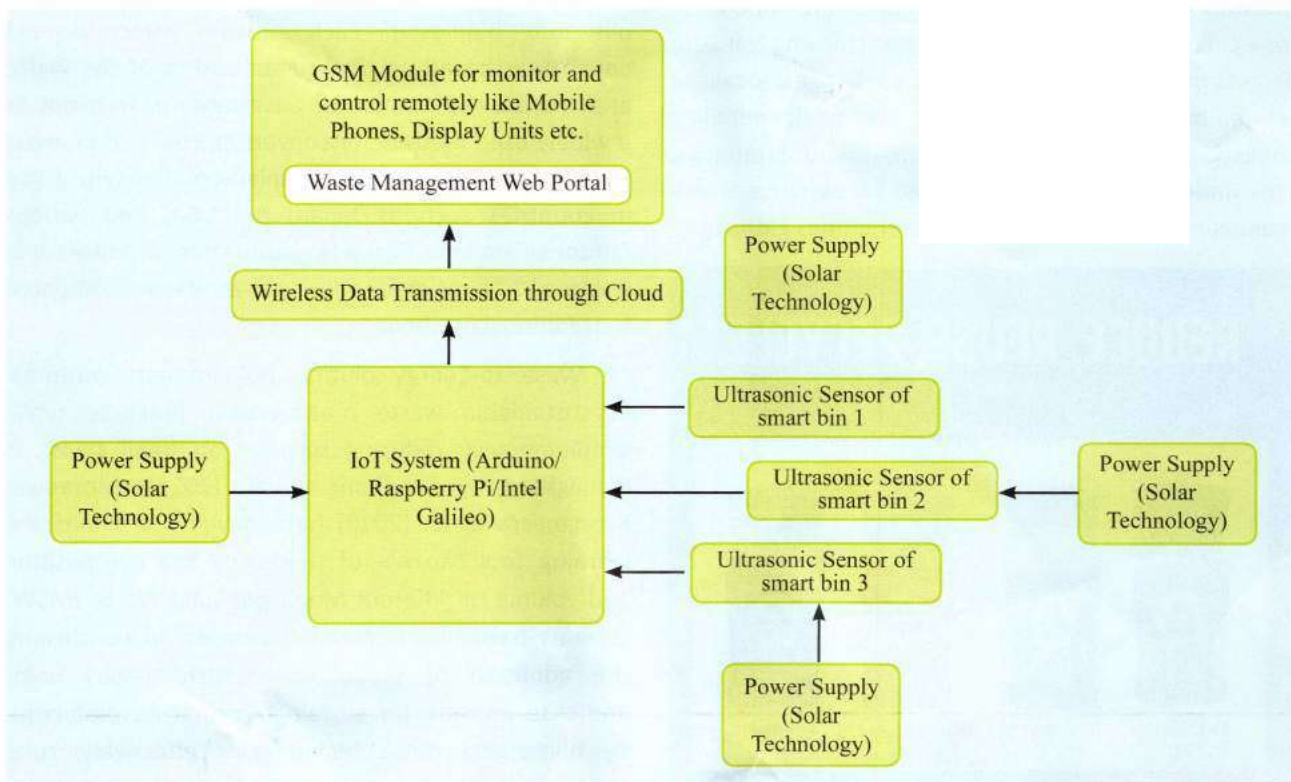 GSM Module for monitor and
control remotely like Mobile
Phones, Display Units etc.
Waste Management Web Portal
Power Supply
(Solar
Technology)
Wireless Data Transmission through Cloud
Ultrasonic Sensor of
smart bin 1
Power Supply
(Solar
Technology)
IoT System (Arduino/
Raspberry Pi/Intel
Galileo)
Ultrasonic Sensor of
smart bin 2
Power Supply
(Solar
Technology)
Ultrasonic Sensor of
smart bin 3
Power Supply
(Solar
Technology)